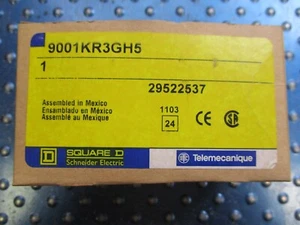 9001KR3GH5
1
29522537
Assembled in Mexico
Ensamblado en México
Assemblé au Mexique
1103
24
CE
SA
SQUARE D
Schneider Electric
Telemecanique